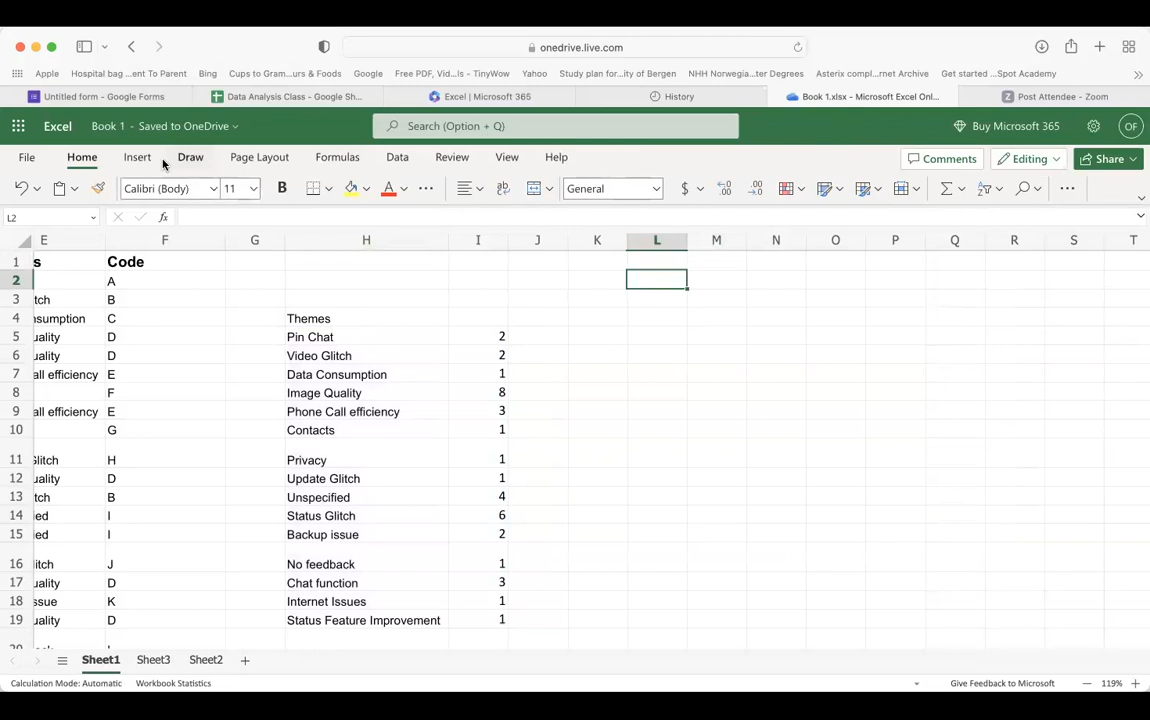 onedrive.live.com
Apple Hospital bag ...ent To Parent Bing Cups to Gram...urs & Foods Google Free PDF, Vid...ls - TinyWow Yahoo Study plan for...ity of Bergen NHH Norwegia...ter Degrees Asterix compl...rnet Archive Get started ...Spot Academy
Untitled form - Google Forms Data Analysis Class - Google Sh... Excel | Microsoft 365 History Book 1.xlsx - Microsoft Excel Onl... Z Post Attendee - Zoom
Excel Book 1 - Saved to OneDrive Search (Option + Q) Buy Microsoft 365 OF
File Home Insert Draw Page Layout Formulas Data Review View Help Comments Editing Share
Calibri (Body) 11 B A ab General $ .00 .00 Σ
L2 fx
E F G H I J K L M N O P Q R S T
1 s Code
2 A
3 tch B
4 nsumption C Themes
5 uality D Pin Chat 2
6 uality D Video Glitch 2
7 all efficiency E Data Consumption 1
8 F Image Quality 8
9 all efficiency E Phone Call efficiency 3
10 G Contacts 1
11 Glitch H Privacy 1
12 uality D Update Glitch 1
13 tch B Unspecified 4
14 ied I Status Glitch 6
15 ied I Backup issue 2
16 litch J No feedback 1
17 uality D Chat function 3
18 ssue K Internet Issues 1
19 uality D Status Feature Improvement 1
Sheet1 Sheet3 Sheet2
Calculation Mode: Automatic Workbook Statistics Give Feedback to Microsoft 119%